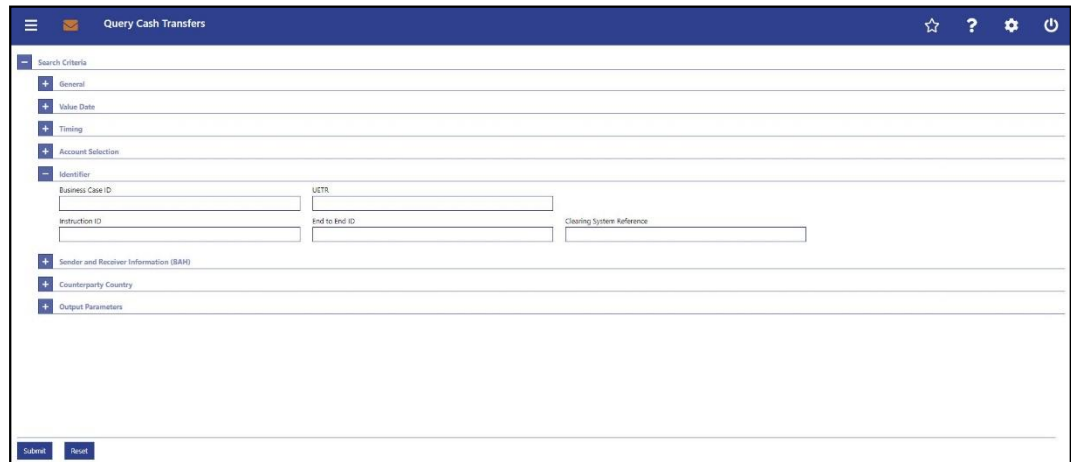 Query Cash Transfers
Search Criteria
General
Value Date
Timing
Account Selection
Identifier
Business Case ID UETR
Instruction ID End to End ID Clearing System Reference
Sender and Receiver Information (BAH)
Counterparty Country
Output Parameters
Submit Reset